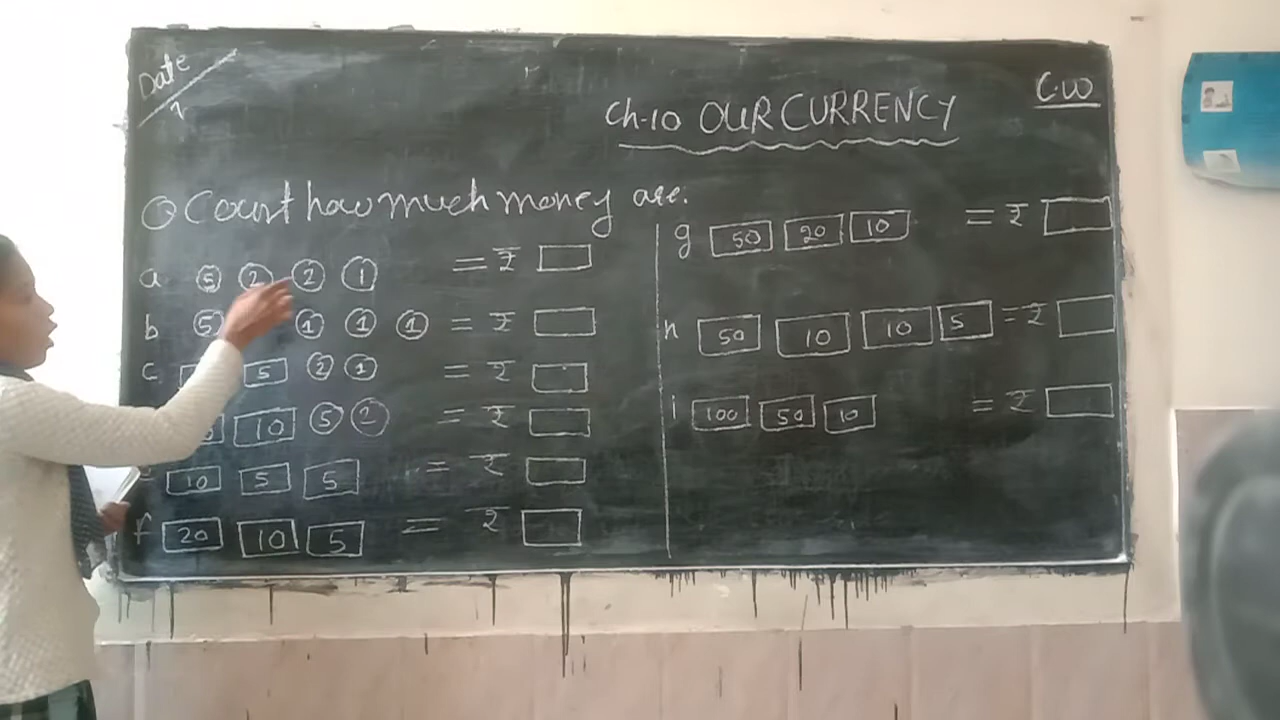 Date
1
C.W
Ch-10 OUR CURRENCY
Q Count how much money are.
a 5 2 2 1 = ₹
b 5 1 1 1 = ₹
c 5 2 1 = ₹
10 5 2 = ₹
10 5 5 = ₹
f 20 10 5 = ₹
g 50 20 10 = ₹
h 50 10 10 5 = ₹
i 100 50 10 = ₹